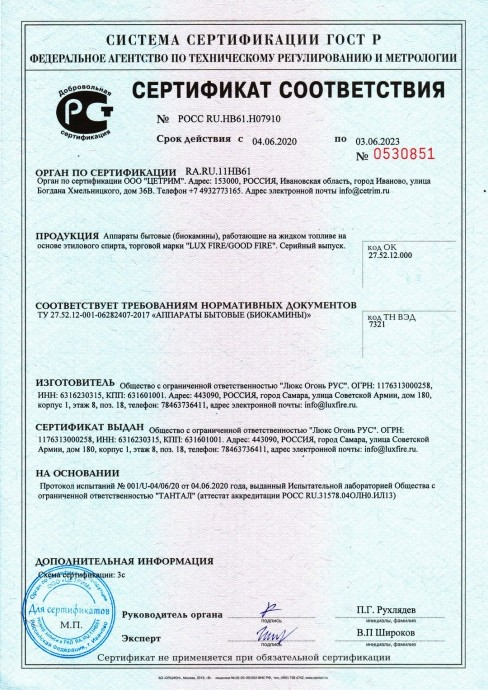 СИСТЕМА СЕРТИФИКАЦИИ ГОСТ Р
ФЕДЕРАЛЬНОЕ АГЕНТСТВО ПО ТЕХНИЧЕСКОМУ РЕГУЛИРОВАНИЮ И МЕТРОЛОГИИ
Добровольная
сертификация
СЕРТИФИКАТ СООТВЕТСТВИЯ
№ РОСС RU.НВ61.Н07910
Срок действия с 04.06.2020 по 03.06.2023
№ 0530851
ОРГАН ПО СЕРТИФИКАЦИИ RA.RU.11НВ61
Орган по сертификации ООО "ЦЕТРИМ". Адрес: 153000, РОССИЯ, Ивановская область, город Иваново, улица
Богдана Хмельницкого, дом 36В. Телефон +7 4932773165. Адрес электронной почты info@cetrim.ru
ПРОДУКЦИЯ Аппараты бытовые (биокамины), работающие на жидком топливе на
основе этилового спирта, торговой марки "LUX FIRE/GOOD FIRE". Серийный выпуск.
код ОК
27.52.12.000
СООТВЕТСТВУЕТ ТРЕБОВАНИЯМ НОРМАТИВНЫХ ДОКУМЕНТОВ
ТУ 27.52.12-001-06282407-2017 «АППАРАТЫ БЫТОВЫЕ (БИОКАМИНЫ)»
код ТН ВЭД
7321
ИЗГОТОВИТЕЛЬ Общество с ограниченной ответственностью "Люкс Огонь РУС". ОГРН: 1176313000258,
ИНН: 6316230315, КПП: 631601001. Адрес: 443090, РОССИЯ, город Самара, улица Советской Армии, дом 180,
корпус 1, этаж 8, поз. 18, телефон: 78463736411, адрес электронной почты: info@luxfire.ru.
СЕРТИФИКАТ ВЫДАН Общество с ограниченной ответственностью "Люкс Огонь РУС". ОГРН:
1176313000258, ИНН: 6316230315, КПП: 631601001. Адрес: 443090, РОССИЯ, город Самара, улица Советской
Армии, дом 180, корпус 1, этаж 8, поз. 18, телефон: 78463736411, адрес электронной почты: info@luxfire.ru.
НА ОСНОВАНИИ
Протокол испытаний № 001/U-04/06/20 от 04.06.2020 года, выданный Испытательной лабораторией Общества с
ограниченной ответственностью "ТАНТАЛ" (аттестат аккредитации РОСС RU.31578.04ОЛН0.ИЛ13)
ДОПОЛНИТЕЛЬНАЯ ИНФОРМАЦИЯ
Схема сертификации: 3с
Для сертификатов
М.П.
Руководитель органа
подпись
П.Г. Рухлядев
инициалы, фамилия
Эксперт
подпись
В.П Широков
инициалы, фамилия
Сертификат не применяется при обязательной сертификации